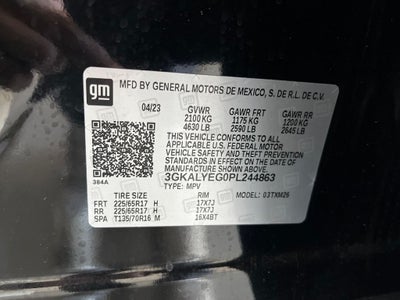 gm
MFD BY GENERAL MOTORS DE MEXICO, S. DE R.L. DE C.V.
04/23 GVWR GAWR FRT GAWR RR
2100 KG 1175 KG 1200 KG
4630 LB 2590 LB 2645 LB
THIS VEHICLE CONFORMS TO ALL
APPLICABLE U.S. FEDERAL MOTOR
VEHICLE SAFETY, BUMPER, AND THEFT
PREVENTION STANDARDS IN EFFECT ON
THE DATE OF MANUFACTURE SHOWN ABOVE.
3GKALYEG0PL244863
384A TYPE: MPV MODEL: 03TXM26
TIRE SIZE RIM
FRT 225/65R17 H 17X7J
RR 225/65R17 H 17X7J
SPA T135/70R16 M 16X4BT